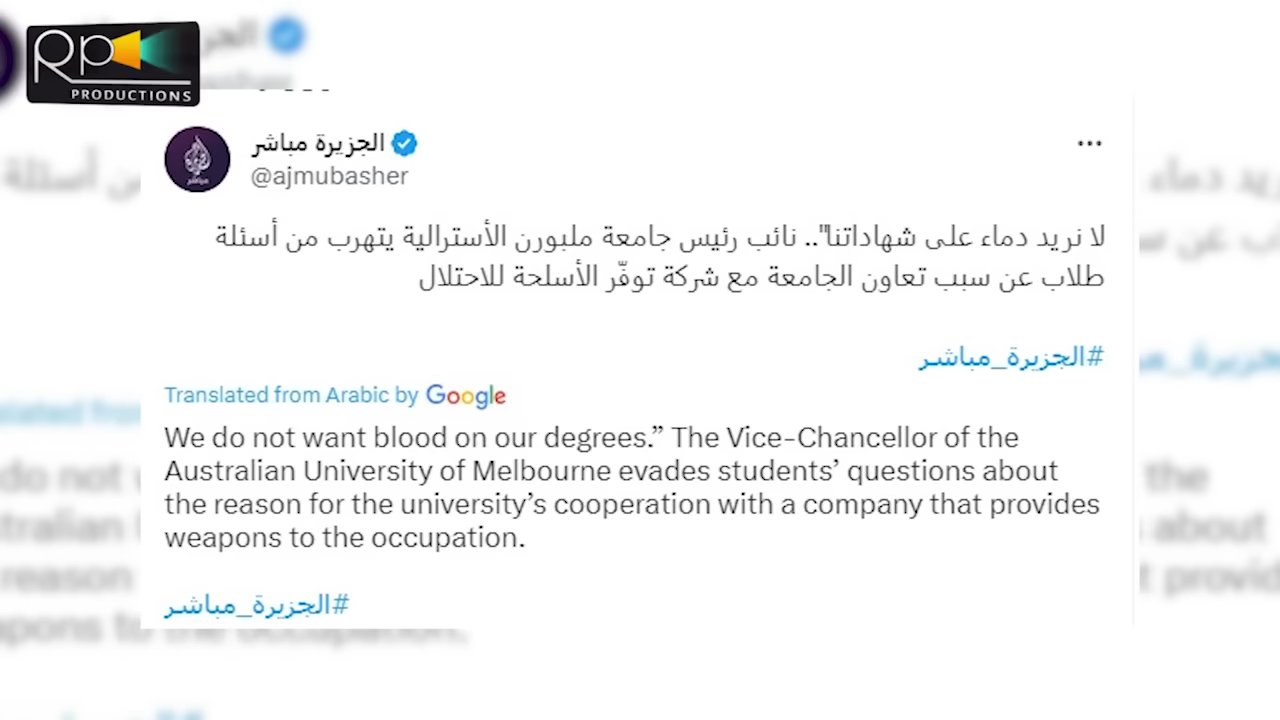 RP
PRODUCTIONS
الجزيرة مباشر
@ajmubasher
لا نريد دماء على شهاداتنا".. نائب رئيس جامعة ملبورن الأسترالية يتهرب من أسئلة
طلاب عن سبب تعاون الجامعة مع شركة توفّر الأسلحة للاحتلال
#الجزيرة_مباشر
Translated from Arabic by Google
We do not want blood on our degrees.” The Vice-Chancellor of the
Australian University of Melbourne evades students’ questions about
the reason for the university’s cooperation with a company that provides
weapons to the occupation.
#الجزيرة_مباشر